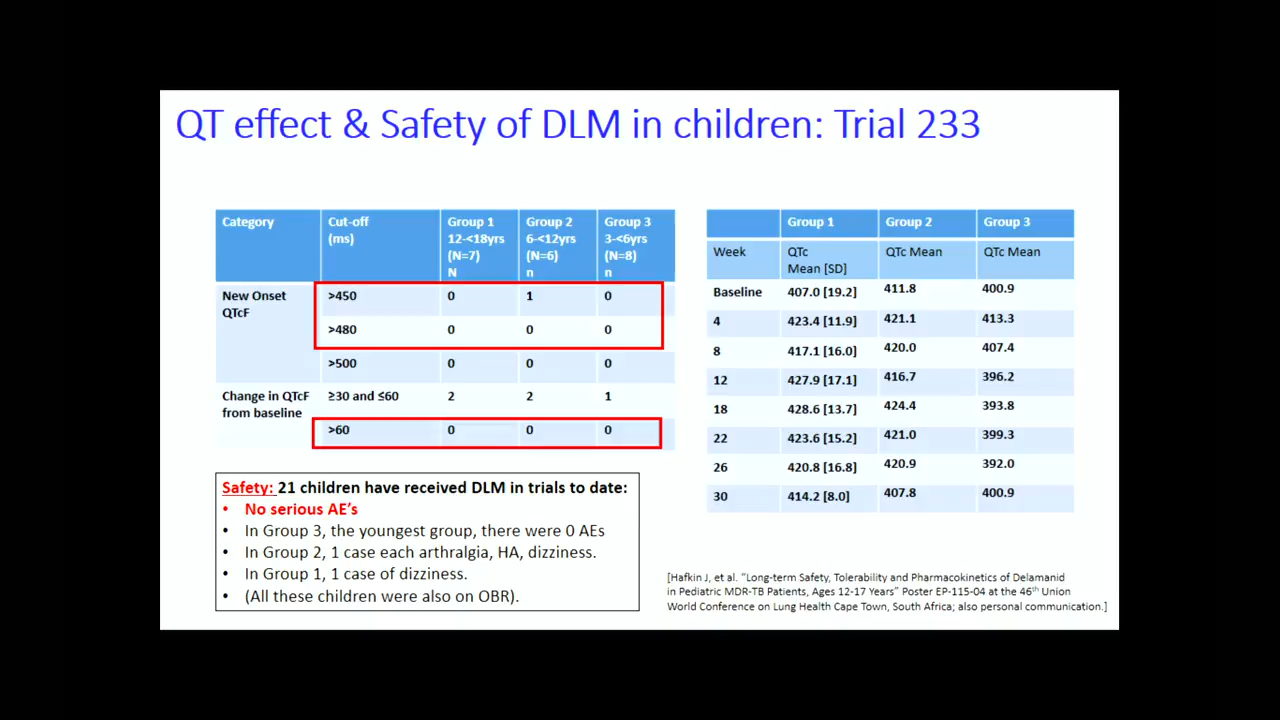 QT effect & Safety of DLM in children: Trial 233
Category Cut-off Group 1 Group 2 Group 3
(ms) 12-<18yrs 6-<12yrs 3-<6yrs
(N=7) (N=6) (N=8)
N n n
New Onset >450 0 1 0
QTcF
>480 0 0 0
>500 0 0 0
Change in QTcF ≥30 and ≤60 2 2 1
from baseline
>60 0 0 0
Group 1 Group 2 Group 3
Week QTc QTc Mean QTc Mean
Mean [SD]
Baseline 407.0 [19.2] 411.8 400.9
4 423.4 [11.9] 421.1 413.3
8 417.1 [16.0] 420.0 407.4
12 427.9 [17.1] 416.7 396.2
18 428.6 [13.7] 424.4 393.8
22 423.6 [15.2] 421.0 399.3
26 420.8 [16.8] 420.9 392.0
30 414.2 [8.0] 407.8 400.9
Safety: 21 children have received DLM in trials to date:
• No serious AE's
• In Group 3, the youngest group, there were 0 AEs
• In Group 2, 1 case each arthralgia, HA, dizziness.
• In Group 1, 1 case of dizziness.
• (All these children were also on OBR).
[Hafkin J, et al. "Long-term Safety, Tolerability and Pharmacokinetics of Delamanid
in Pediatric MDR-TB Patients, Ages 12-17 Years" Poster EP-115-04 at the 46th Union
World Conference on Lung Health Cape Town, South Africa; also personal communication.]